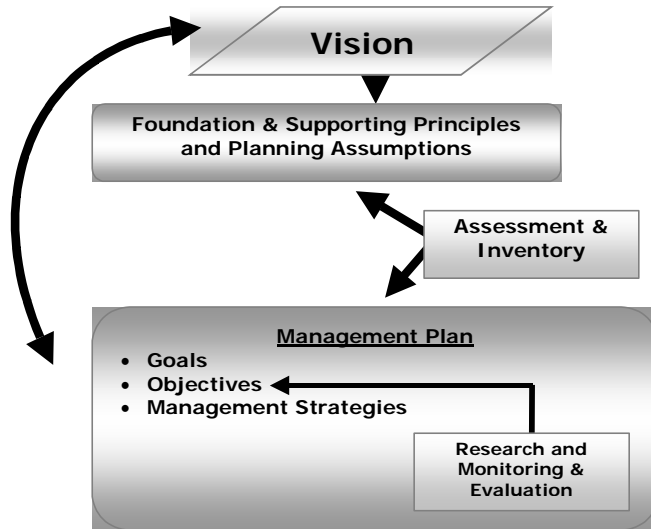 Vision
Foundation & Supporting Principles
and Planning Assumptions
Assessment &
Inventory
Management Plan
• Goals
• Objectives
• Management Strategies
Research and
Monitoring &
Evaluation